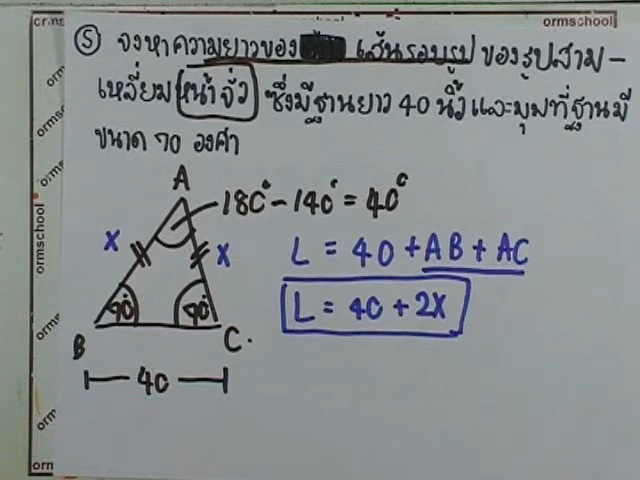 ormschool
⑤ จงหาความยาวของ เส้นรอบรูป ของรูปสาม-
เหลี่ยมหน้าจั่ว ซึ่งมีฐานยาว 40 นิ้ว และมุมที่ฐานมี
ขนาด 70 องศา
A
180° - 140° = 40°
x
x
L = 40 + AB + AC
L = 40 + 2x
70°
70°
B
C.
40
ormschool